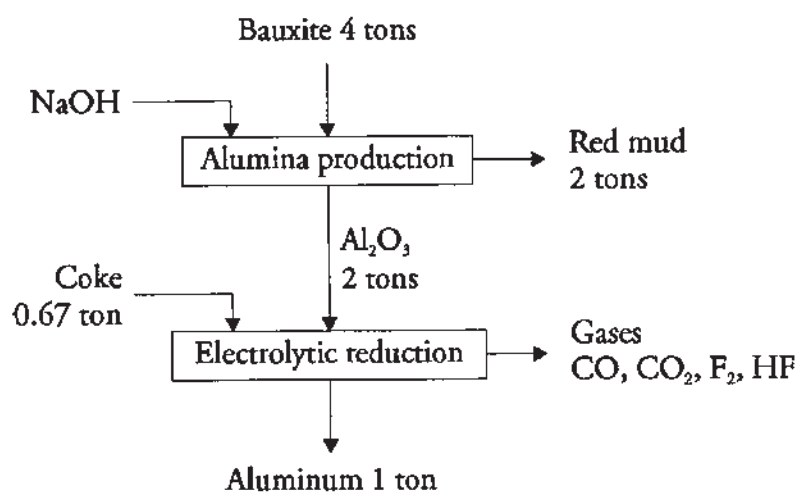 Bauxite 4 tons
NaOH
Alumina production
Red mud
2 tons
Al₂O₃
2 tons
Coke
0.67 ton
Electrolytic reduction
Gases
CO, CO₂, F₂, HF
Aluminum 1 ton